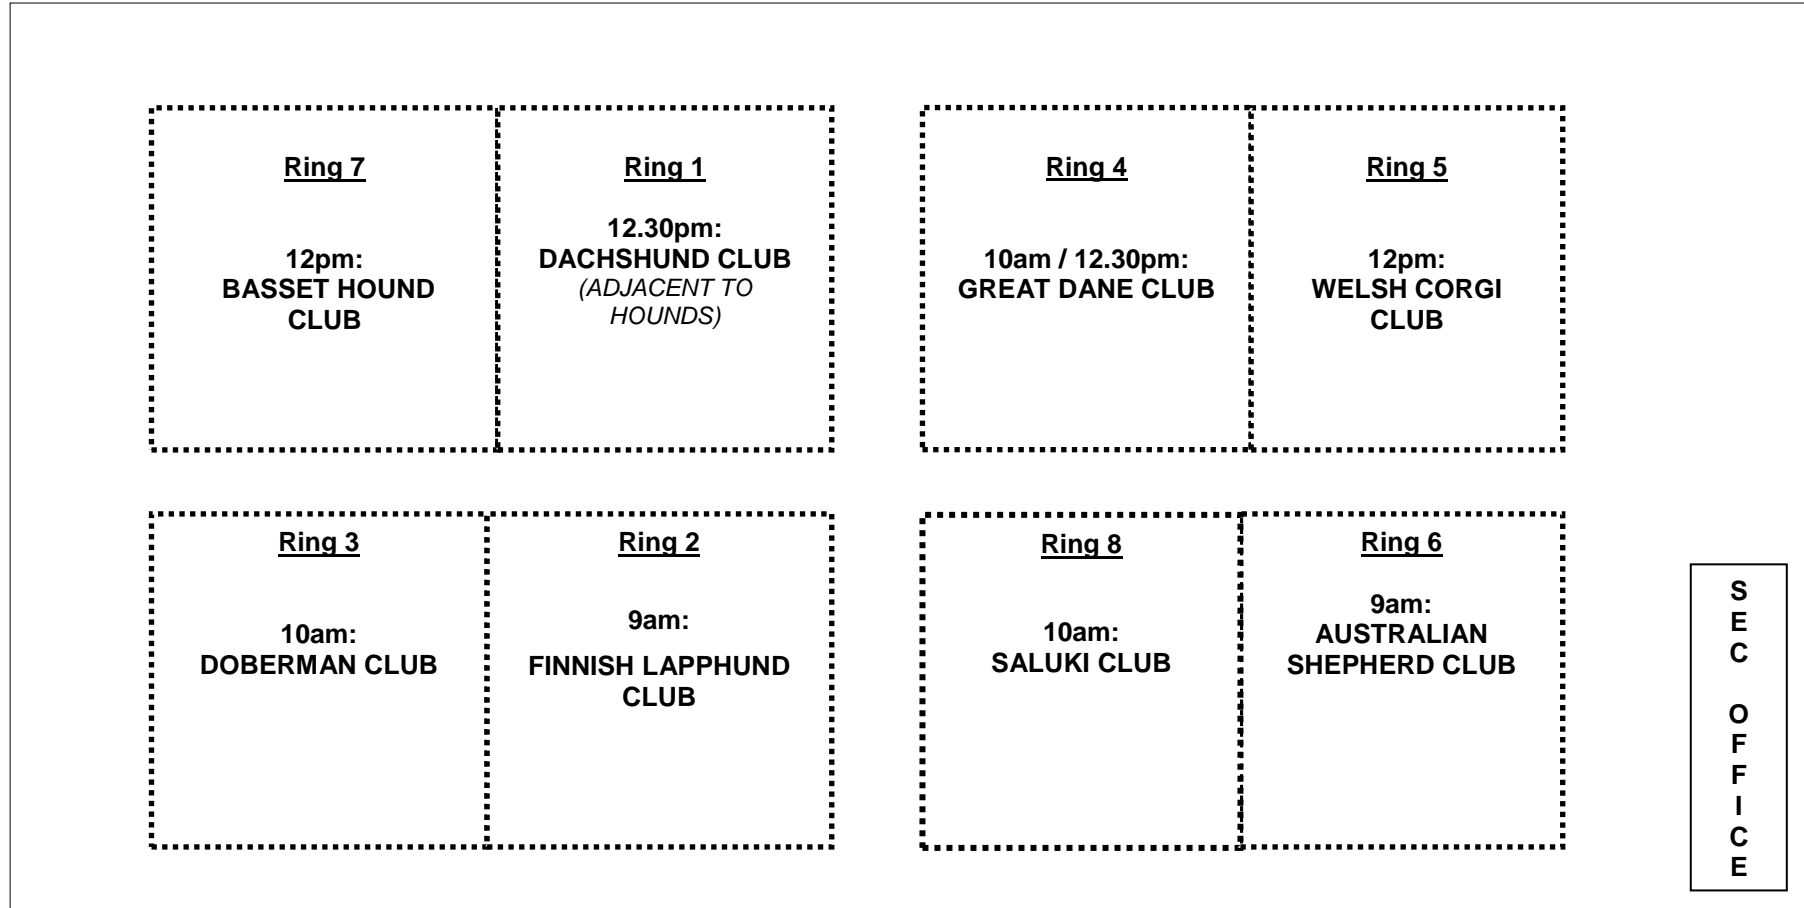 Ring 7
12pm:
BASSET HOUND
CLUB
Ring 1
12.30pm:
DACHSHUND CLUB
(ADJACENT TO
HOUNDS)
Ring 4
10am / 12.30pm:
GREAT DANE CLUB
Ring 5
12pm:
WELSH CORGI
CLUB
Ring 3
10am:
DOBERMAN CLUB
Ring 2
9am:
FINNISH LAPPHUND
CLUB
Ring 8
10am:
SALUKI CLUB
Ring 6
9am:
AUSTRALIAN
SHEPHERD CLUB
SEC OFFICE